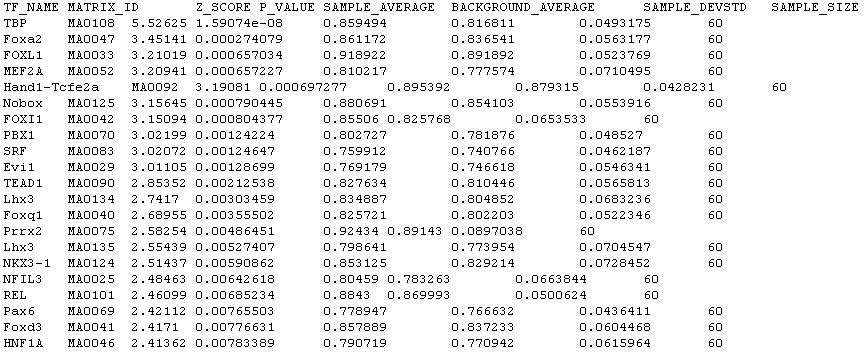 TF_NAME MATRIX_ID Z_SCORE P_VALUE SAMPLE_AVERAGE BACKGROUND_AVERAGE SAMPLE_DEVSTD SAMPLE_SIZE
TBP MA0108 5.52625 1.59074e-08 0.859494 0.816811 0.0493175 60
Foxa2 MA0047 3.45141 0.000274079 0.861172 0.836541 0.0563177 60
FOXL1 MA0033 3.21019 0.000657034 0.918922 0.891892 0.0523769 60
MEF2A MA0052 3.20941 0.000657227 0.810217 0.777574 0.0710495 60
Hand1-Tcfe2a MA0092 3.19081 0.000697277 0.895392 0.879315 0.0428231 60
Nobox MA0125 3.15645 0.000790445 0.880691 0.854103 0.0553916 60
FOXI1 MA0042 3.15094 0.000804377 0.85506 0.825768 0.0653533 60
PBX1 MA0070 3.02199 0.00124224 0.802727 0.781876 0.048527 60
SRF MA0083 3.02072 0.00124647 0.759912 0.740766 0.0462187 60
Evi1 MA0029 3.01105 0.00128699 0.769179 0.746618 0.0546341 60
TEAD1 MA0090 2.85352 0.00212538 0.827634 0.810446 0.0565813 60
Lhx3 MA0134 2.7417 0.00303459 0.834887 0.804852 0.0683236 60
Foxq1 MA0040 2.68955 0.00355502 0.825721 0.802203 0.0522346 60
Prrx2 MA0075 2.58254 0.00486451 0.92434 0.89143 0.0897038 60
Lhx3 MA0135 2.55439 0.00527407 0.798641 0.773954 0.0704547 60
NKX3-1 MA0124 2.51437 0.00590862 0.853125 0.829214 0.0728452 60
NFIL3 MA0025 2.48463 0.00642618 0.80459 0.783263 0.0663844 60
REL MA0101 2.46099 0.00685234 0.8843 0.869993 0.0500624 60
Pax6 MA0069 2.42112 0.00765503 0.778947 0.766632 0.0436411 60
Foxd3 MA0041 2.4171 0.00776631 0.857889 0.837233 0.0604468 60
HNF1A MA0046 2.41362 0.00783389 0.790719 0.770942 0.0615964 60